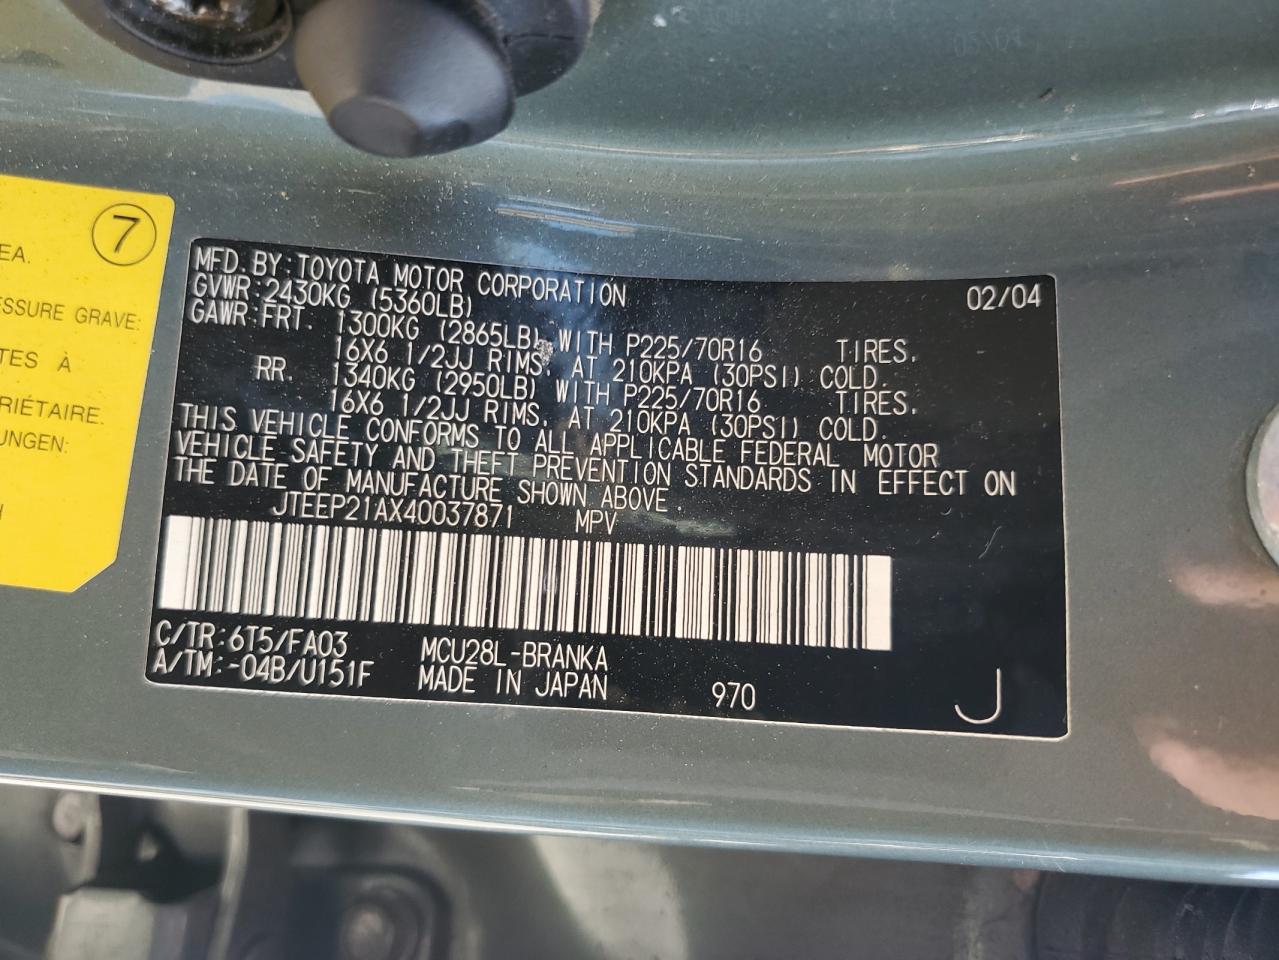 7
EA.
ESSURE GRAVE:
TES À
RIÉTAIRE.
UNGEN:
H
MFD BY:TOYOTA MOTOR CORPORATION 02/04
GVWR:2430KG (5360LB)
GAWR:FRT. 1300KG (2865LB) WITH P225/70R16 TIRES,
16X6 1/2JJ RIMS, AT 210KPA (30PSI) COLD.
RR. 1340KG (2950LB) WITH P225/70R16 TIRES,
16X6 1/2JJ RIMS, AT 210KPA (30PSI) COLD.
THIS VEHICLE CONFORMS TO ALL APPLICABLE FEDERAL MOTOR
VEHICLE SAFETY AND THEFT PREVENTION STANDARDS IN EFFECT ON
THE DATE OF MANUFACTURE SHOWN ABOVE.
JTEEP21AX40037871 MPV
C/TR:6T5/FA03 MCU28L-BRANKA
A/TM:-04B/U151F MADE IN JAPAN 970
J